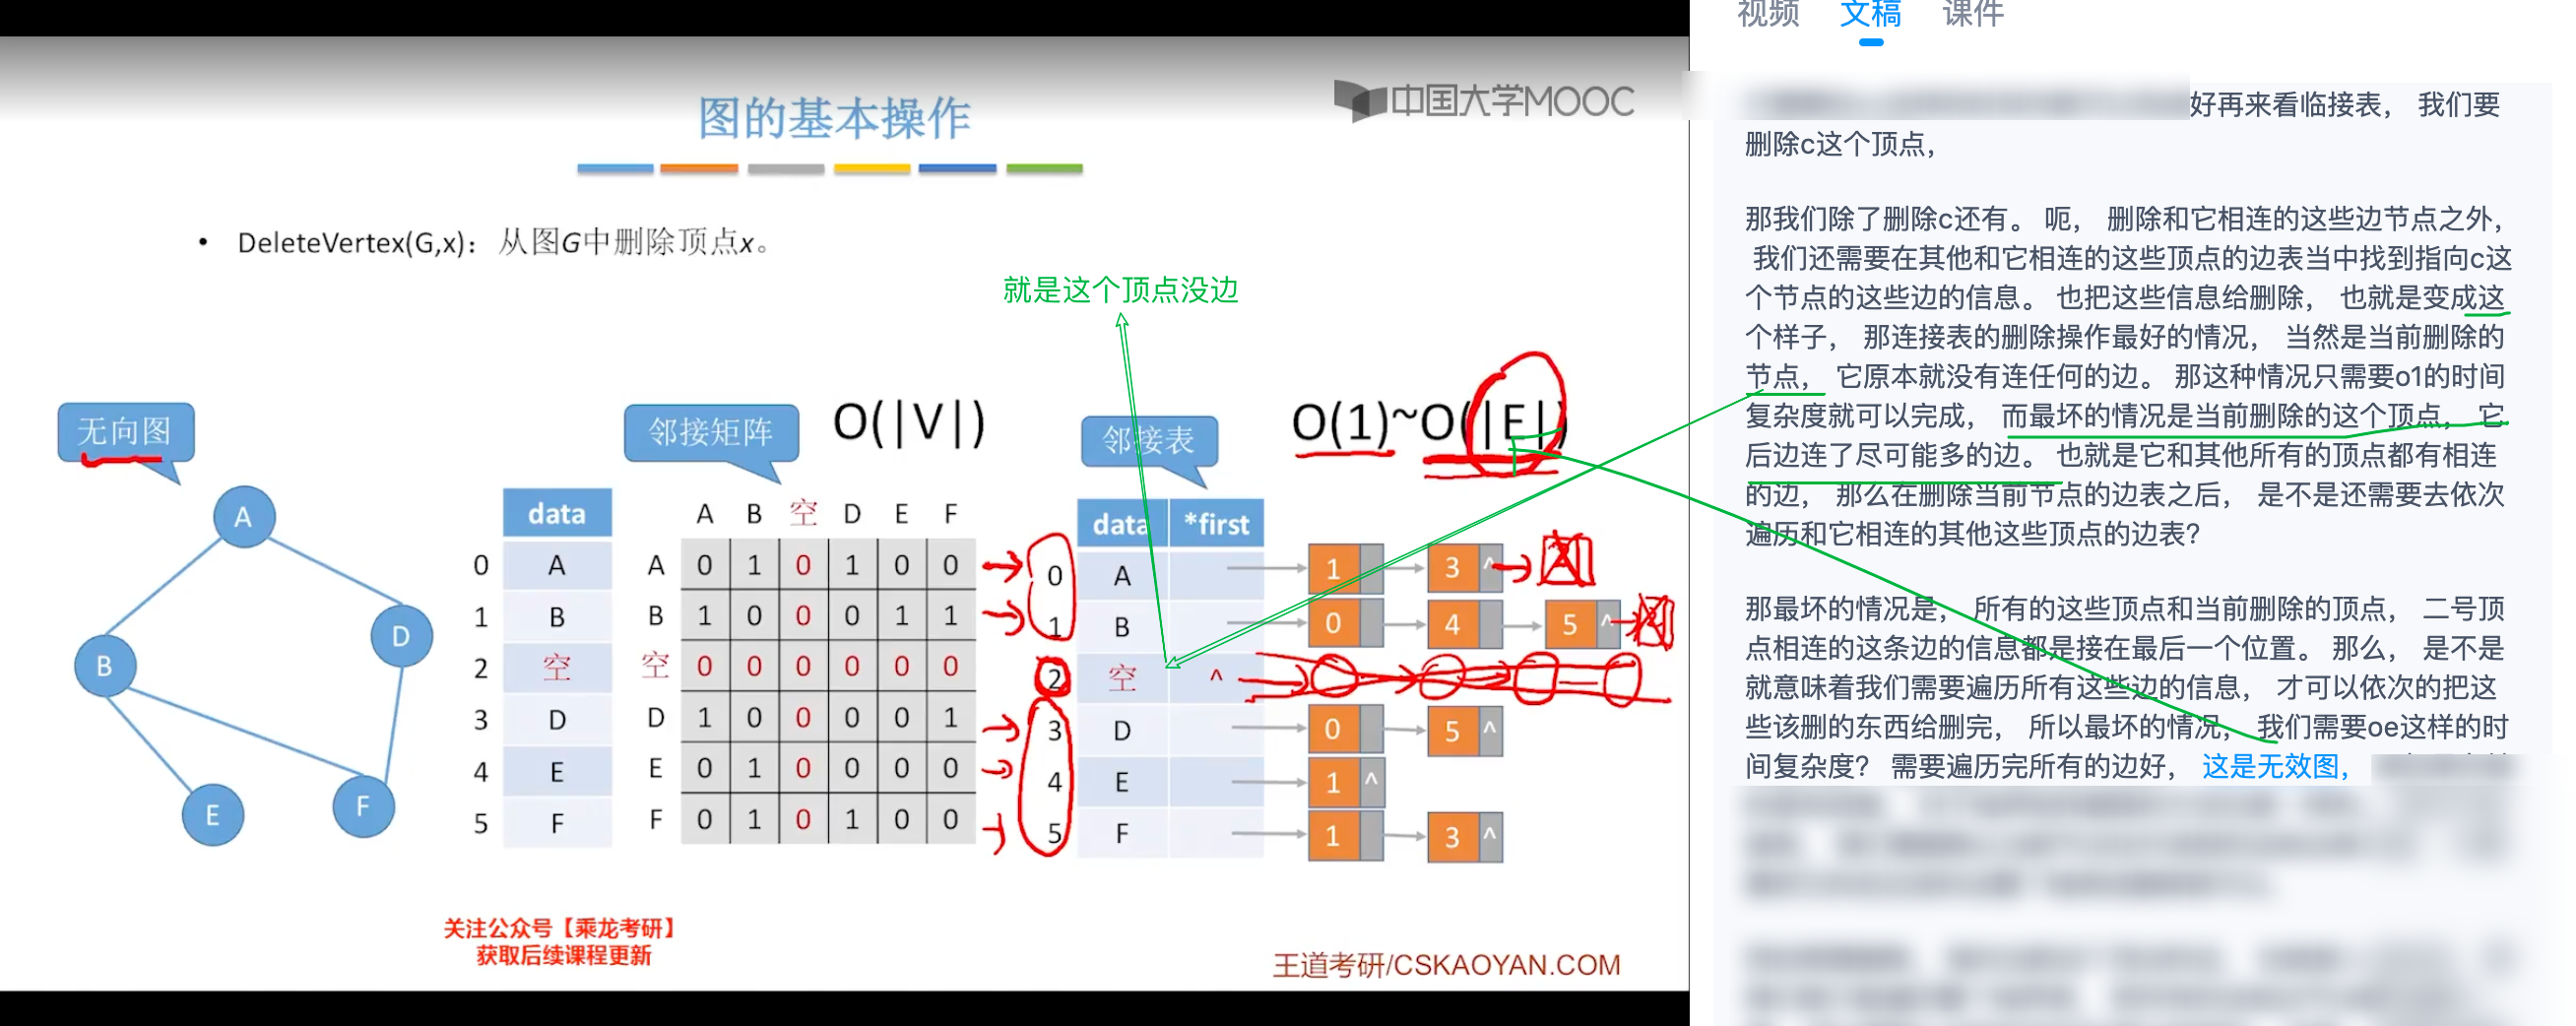 视频 文稿 课件
中国大学MOOC
图的基本操作
• DeleteVertex(G,x)：从图G中删除顶点x。
就是这个顶点没边
无向图
邻接矩阵 O(|V|)
邻接表 O(1)~O(|E|)
A
B
D
E
F
data
0 A
1 B
2 空
3 D
4 E
5 F
A B 空 D E F
A 0 1 0 1 0 0
B 1 0 0 0 1 1
空 0 0 0 0 0 0
D 1 0 0 0 0 1
E 0 1 0 0 0 0
F 0 1 0 1 0 0
data *first
0 A 1 3 ^
1 B 0 4 5 ^
2 空 ^
3 D 0 5 ^
4 E 1 ^
5 F 1 3 ^
关注公众号【乘龙考研】
获取后续课程更新
王道考研/CSKAOYAN.COM
好再来看临接表， 我们要
删除c这个顶点，
那我们除了删除c还有。 呃， 删除和它相连的这些边节点之外，
我们还需要在其他和它相连的这些顶点的边表当中找到指向c这
个节点的这些边的信息。 也把这些信息给删除， 也就是变成这
个样子， 那连接表的删除操作最好的情况， 当然是当前删除的
节点， 它原本就没有连任何的边。 那这种情况只需要o1的时间
复杂度就可以完成， 而最坏的情况是当前删除的这个顶点， 它
后边连了尽可能多的边。 也就是它和其他所有的顶点都有相连
的边， 那么在删除当前节点的边表之后， 是不是还需要去依次
遍历和它相连的其他这些顶点的边表?
那最坏的情况是， 所有的这些顶点和当前删除的顶点， 二号顶
点相连的这条边的信息都是接在最后一个位置。 那么， 是不是
就意味着我们需要遍历所有这些边的信息， 才可以依次的把这
些该删的东西给删完， 所以最坏的情况， 我们需要oe这样的时
间复杂度? 需要遍历完所有的边好， 这是无效图，